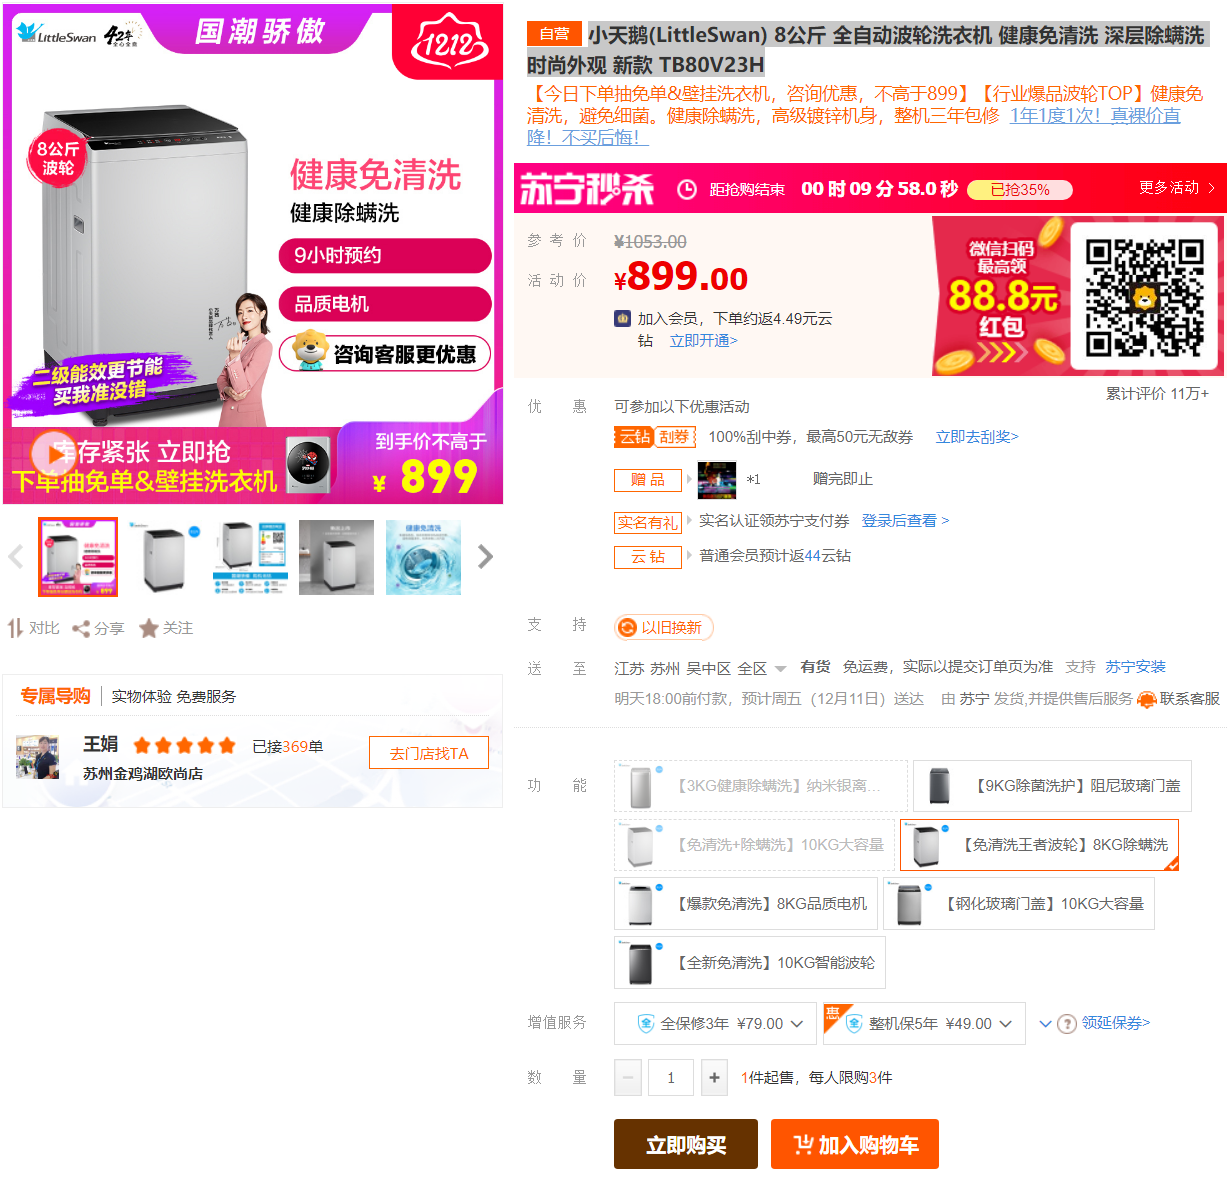 LittleSwan 42年 全心全意
国潮骄傲
1212
8公斤
波轮
健康免清洗
健康除螨洗
9小时预约
品质电机
咨询客服更优惠
二级能效更节能
买我准没错
库存紧张 立即抢
下单抽免单&壁挂洗衣机
到手价不高于
¥ 899
对比 分享 关注
专属导购 实物体验 免费服务
王娟 已接369单
苏州金鸡湖欧尚店
去门店找TA
自营 小天鹅(LittleSwan) 8公斤 全自动波轮洗衣机 健康免清洗 深层除螨洗
时尚外观 新款 TB80V23H
【今日下单抽免单&壁挂洗衣机，咨询优惠，不高于899】【行业爆品波轮TOP】健康免
清洗，避免细菌。健康除螨洗，高级镀锌机身，整机三年包修 1年1度1次！真裸价直
降！不买后悔！
苏宁秒杀 距抢购结束 00 时 09 分 58.0 秒 已抢35% 更多活动
参考价 ¥1053.00
活动价 ¥899.00
加入会员，下单约返4.49元云
钻 立即开通>
微信扫码
最高领
88.8元
红包
累计评价 11万+
优惠 可参加以下优惠活动
云钻 刮券 100%刮中券，最高50元无敌券 立即去刮奖>
赠品 *1 赠完即止
实名有礼 实名认证领苏宁支付券 登录后查看 >
云钻 普通会员预计返44云钻
支持 以旧换新
送至 江苏 苏州 吴中区 全区 有货 免运费，实际以提交订单页为准 支持 苏宁安装
明天18:00前付款，预计周五（12月11日）送达 由 苏宁 发货,并提供售后服务 联系客服
功能 【3KG健康除螨洗】纳米银离... 【9KG除菌洗护】阻尼玻璃门盖
【免清洗+除螨洗】10KG大容量 【免清洗王者波轮】8KG除螨洗
【爆款免清洗】8KG品质电机 【钢化玻璃门盖】10KG大容量
【全新免清洗】10KG智能波轮
增值服务 全 全保修3年 ¥79.00 惠 全 整机保5年 ¥49.00 ? 领延保券>
数量 − 1 + 1件起售，每人限购3件
立即购买 加入购物车